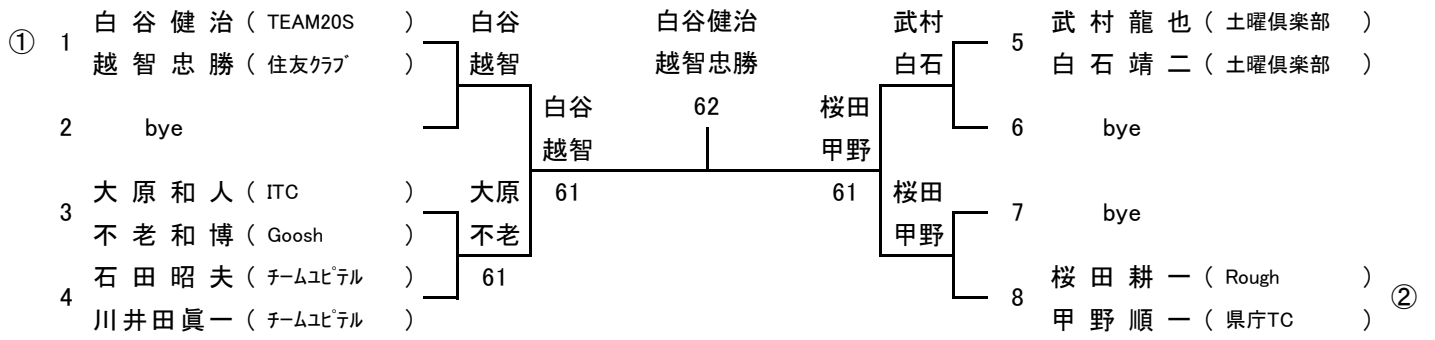 白谷健治 ( TEAM20S ) 白谷 白谷健治 武村 武村龍也 ( 土曜倶楽部 )
① 1 5
越智忠勝 ( 住友クラブ ) 越智 越智忠勝 白石 白石靖二 ( 土曜倶楽部 )
白谷 62 桜田
2 bye 6 bye
越智 甲野
大原和人 ( ITC ) 大原 61 61 桜田
3 7 bye
不老和博 ( Goosh ) 不老 甲野
石田昭夫 ( チームユピテル ) 61 桜田耕一 ( Rough )
4 8 ②
川井田眞一 ( チームユピテル ) 甲野順一 ( 県庁TC )